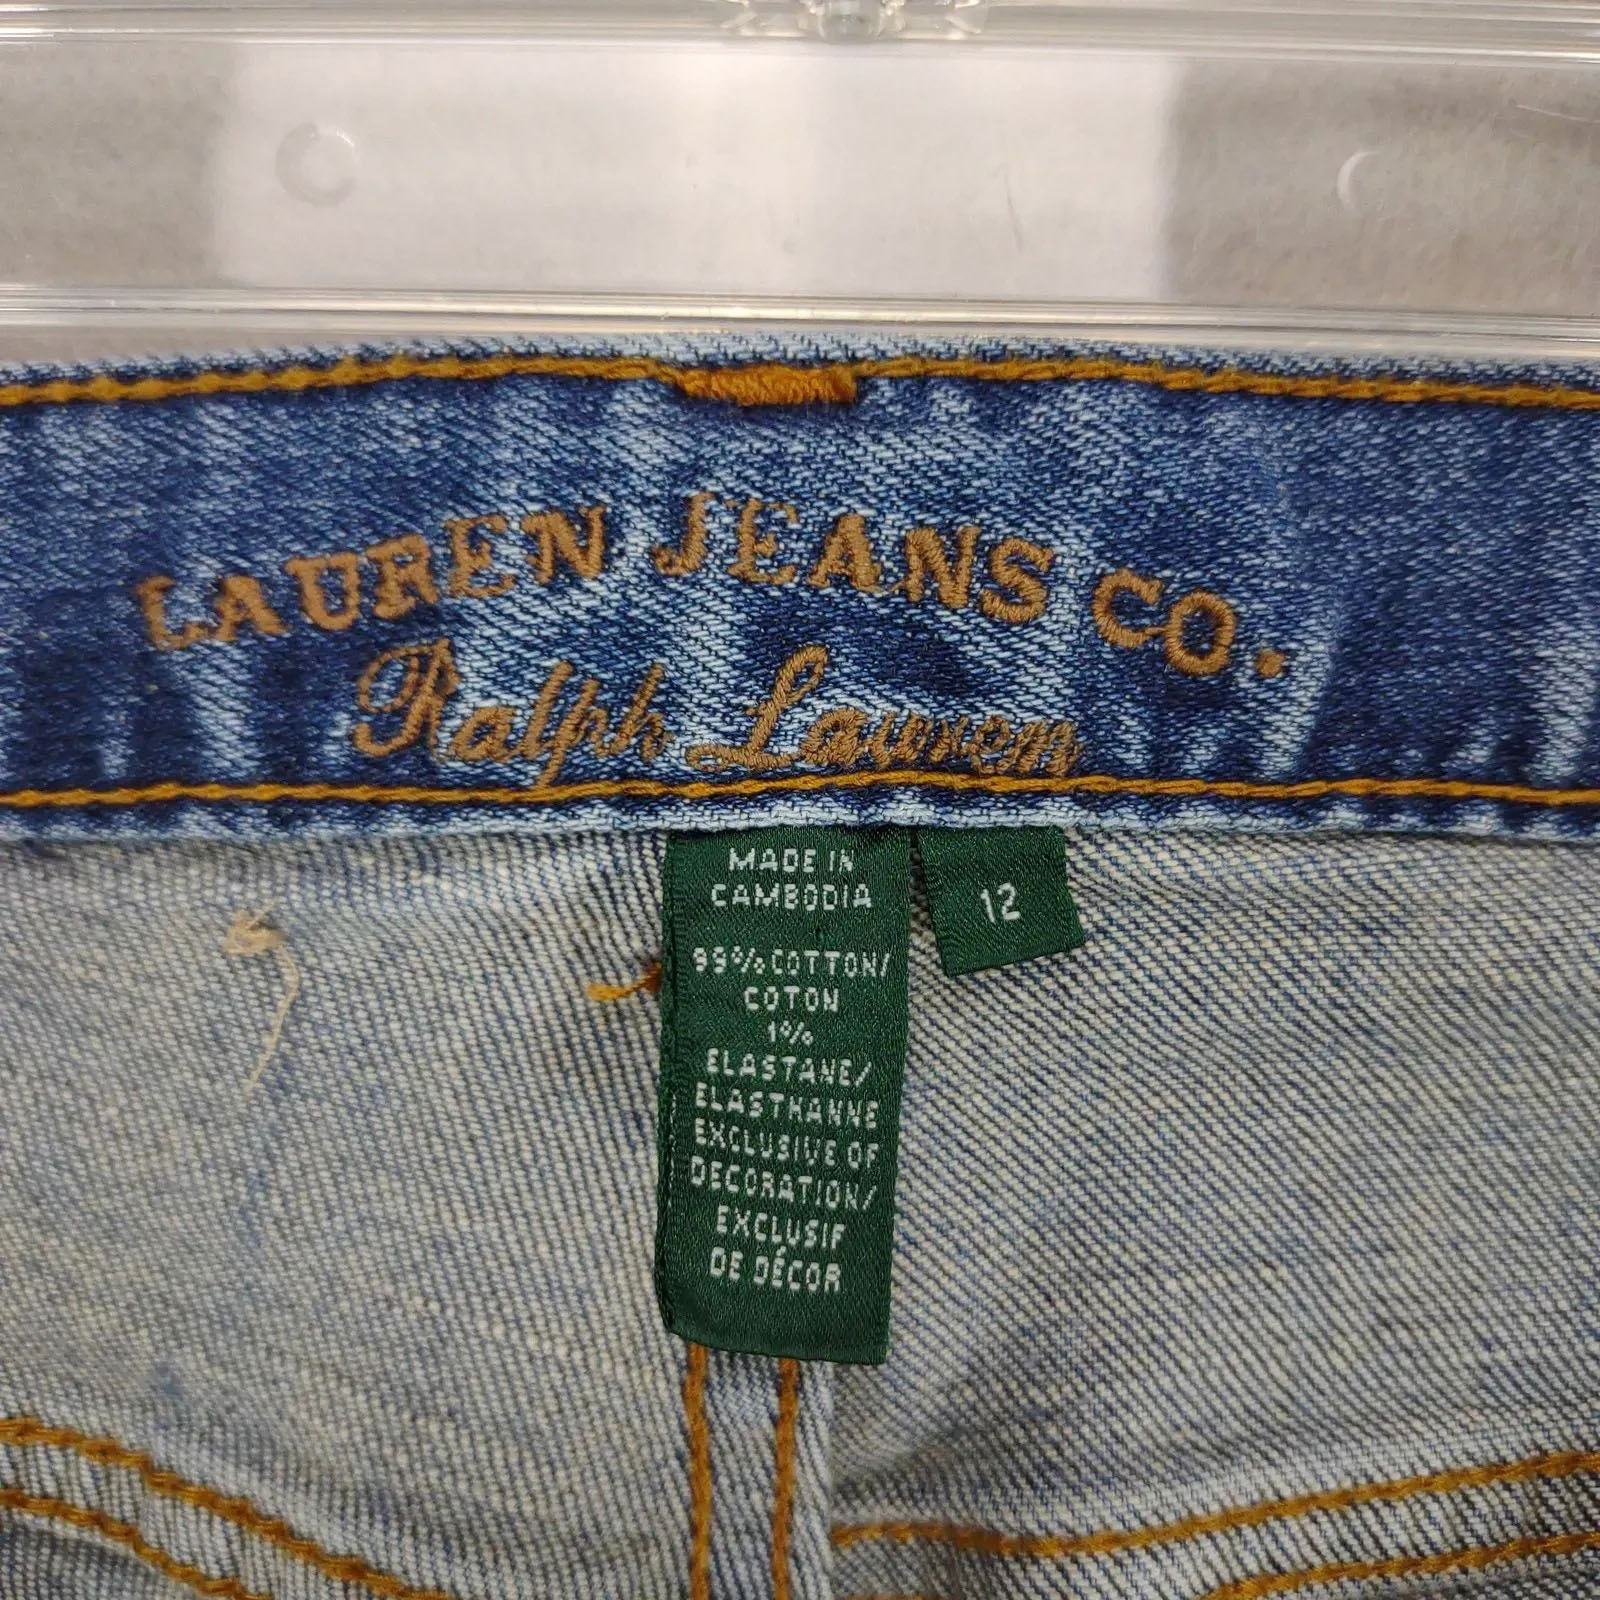 LAUREN JEANS CO.
Ralph Lauren
MADE IN
CAMBODIA
99% COTTON/
COTON
1%
ELASTANE/
ELASTHANNE
EXCLUSIVE OF
DECORATION/
EXCLUSIF
DE DÉCOR
12